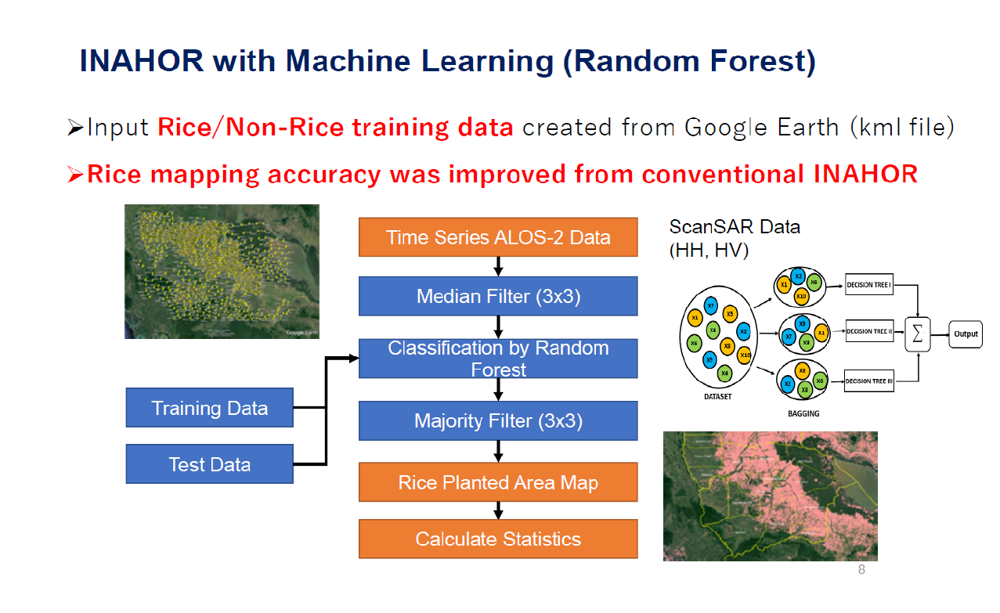 INAHOR with Machine Learning (Random Forest)
➢Input Rice/Non-Rice training data created from Google Earth (kml file)
➢Rice mapping accuracy was improved from conventional INAHOR
Google Earth
Time Series ALOS-2 Data
Median Filter (3x3)
Classification by Random
Forest
Training Data
Test Data
Majority Filter (3x3)
Rice Planted Area Map
Calculate Statistics
ScanSAR Data
(HH, HV)
X7
X1
X5
X3
X2
X6
X8
X10
X9
X4
DATASET
X2
X1
X6
X10
X9
X7
X1
X3
X8
X2
X6
X3
BAGGING
DECISION TREE I
DECISION TREE II
DECISION TREE III
∑
Output
8